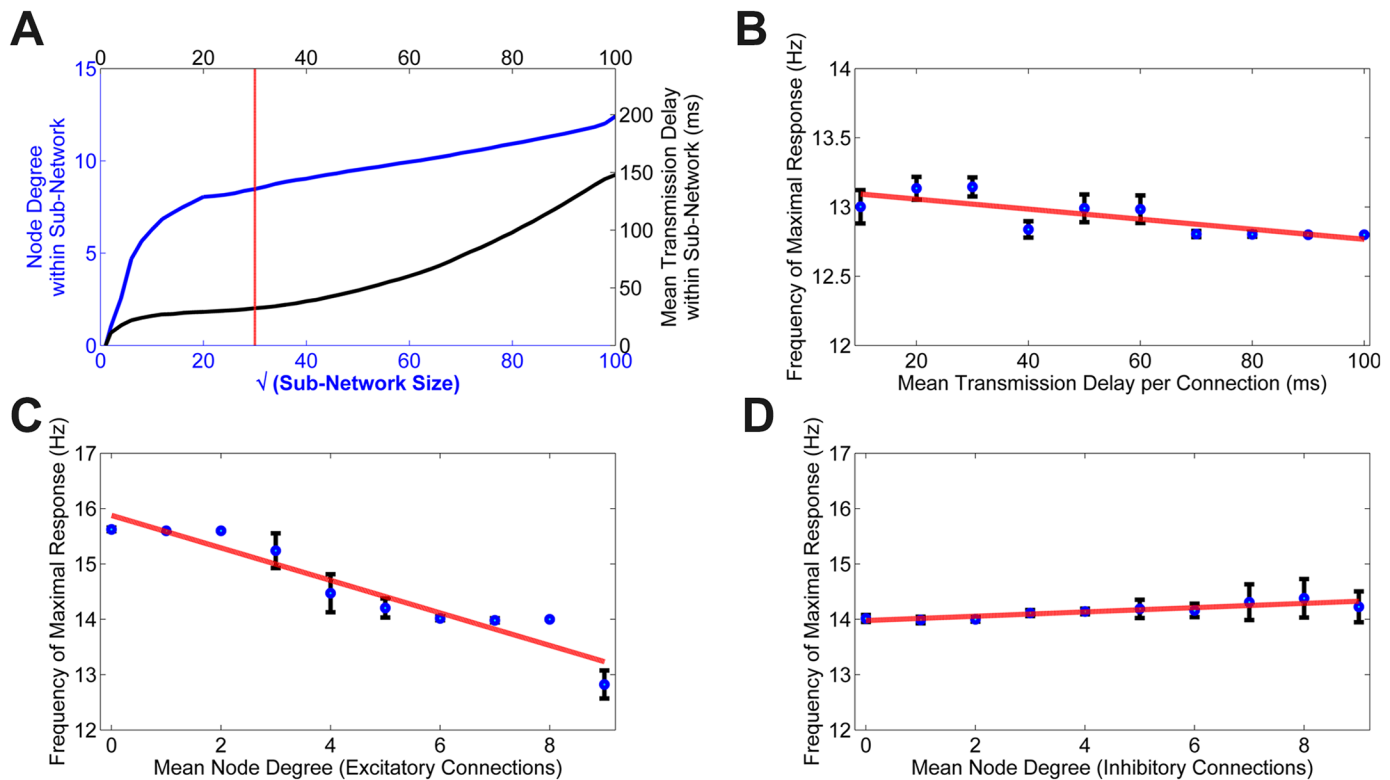 A
0 20 40 60 80 100
15
10
5
0
Node Degree
within Sub-Network
200
150
100
50
0
Mean Transmission Delay
within Sub-Network (ms)
0 20 40 60 80 100
√ (Sub-Network Size)
B
14
13.5
13
12.5
12
Frequency of Maximal Response (Hz)
20 40 60 80 100
Mean Transmission Delay per Connection (ms)
C
17
16
15
14
13
12
Frequency of Maximal Response (Hz)
0 2 4 6 8
Mean Node Degree (Excitatory Connections)
D
17
16
15
14
13
12
Frequency of Maximal Response (Hz)
0 2 4 6 8
Mean Node Degree (Inhibitory Connections)